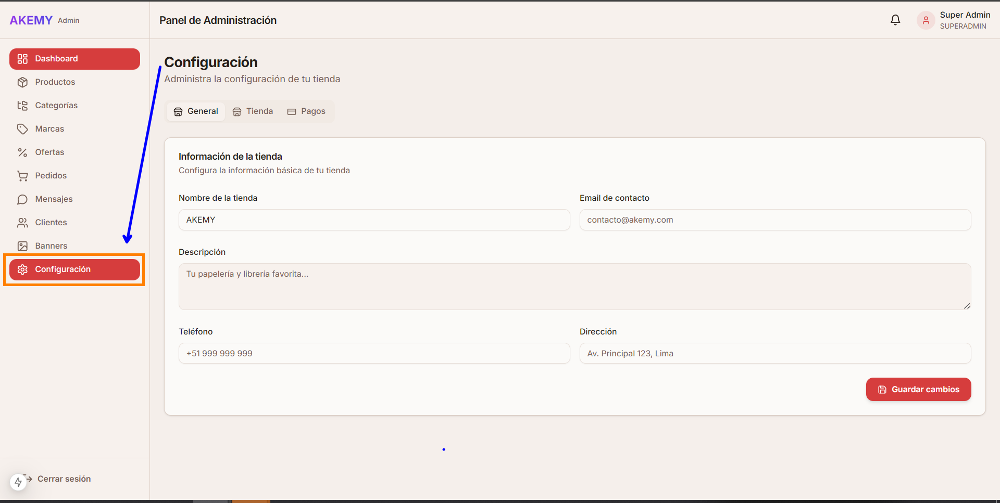 AKEMY Admin
Panel de Administración
Super Admin
SUPERADMIN
Dashboard
Productos
Categorías
Marcas
Ofertas
Pedidos
Mensajes
Clientes
Banners
Configuración
Cerrar sesión
Configuración
Administra la configuración de tu tienda
General Tienda Pagos
Información de la tienda
Configura la información básica de tu tienda
Nombre de la tienda
AKEMY
Email de contacto
contacto@akemy.com
Descripción
Tu papelería y librería favorita...
Teléfono
+51 999 999 999
Dirección
Av. Principal 123, Lima
Guardar cambios